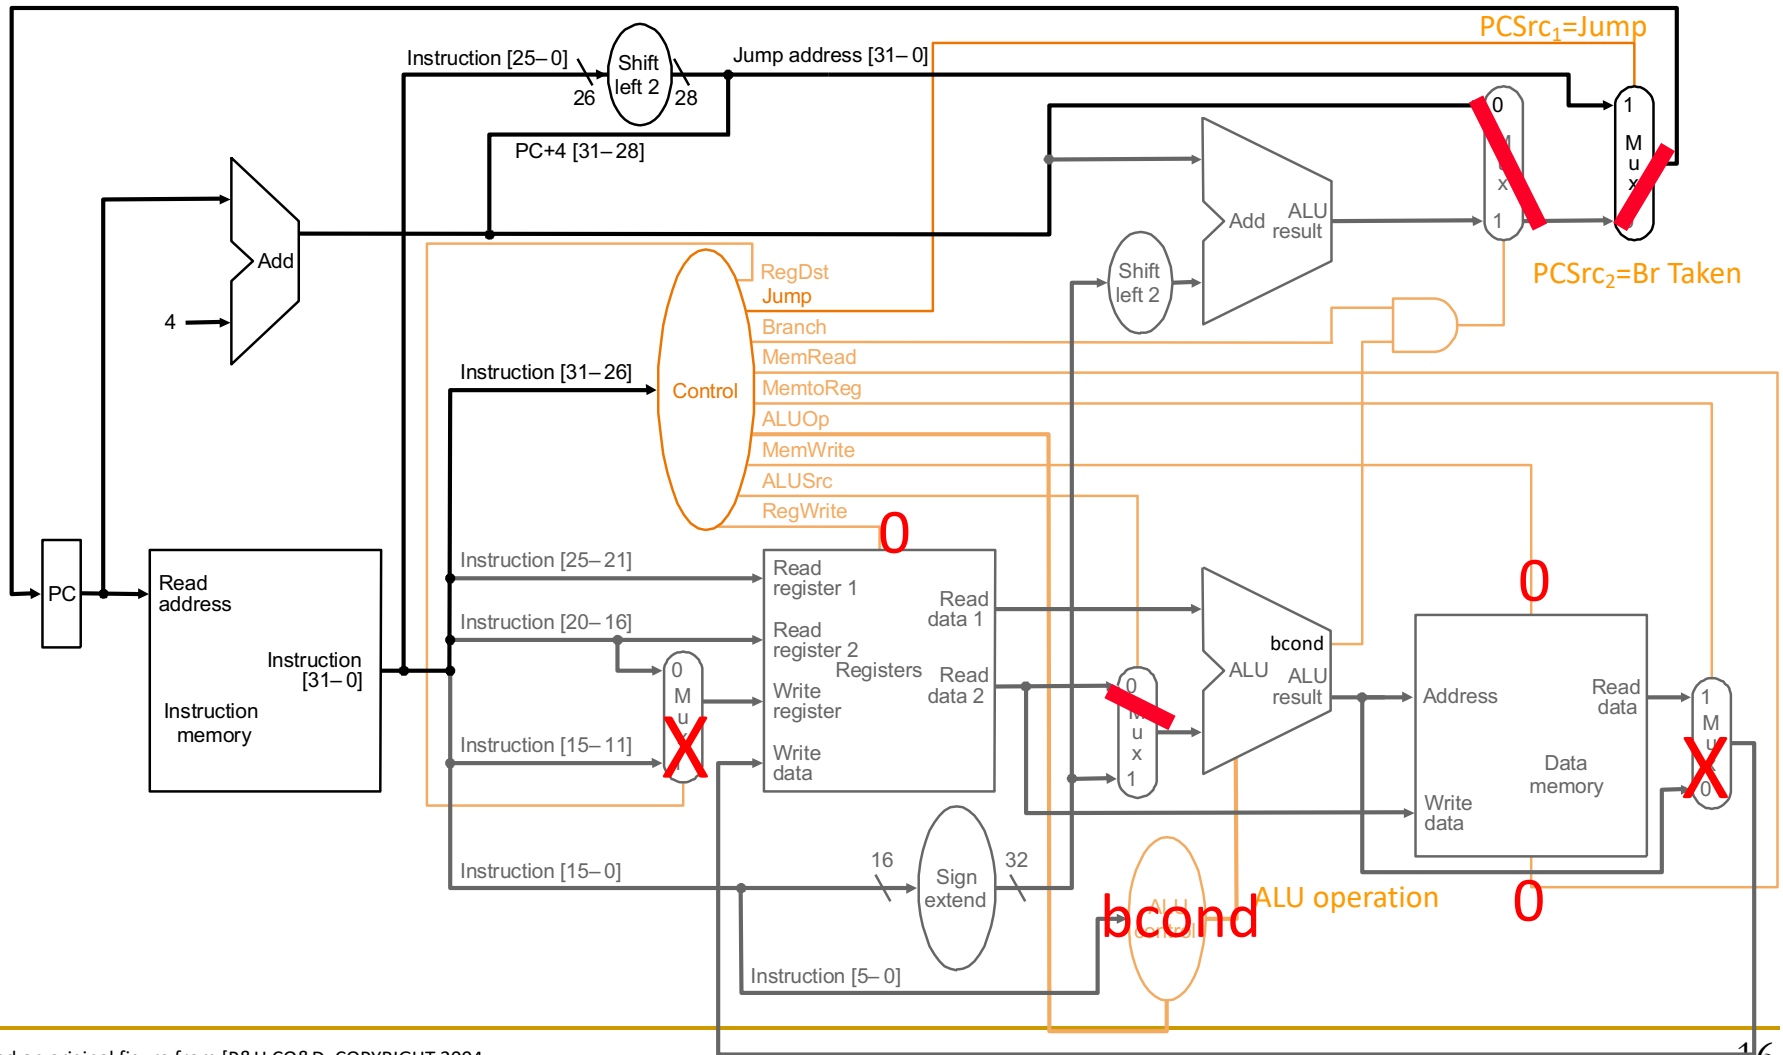 PCSrc1=Jump
Instruction [25–0]
Shift
left 2
Jump address [31–0]
26
28
PC+4 [31–28]
0
M
u
x
1
1
M
u
x
Add
4
Add
ALU
result
Shift
left 2
PCSrc2=Br Taken
RegDst
Jump
Branch
MemRead
MemtoReg
ALUOp
MemWrite
ALUSrc
RegWrite
Instruction [31–26]
Control
0
PC
Read
address
Instruction
[31–0]
Instruction
memory
Instruction [25–21]
Instruction [20–16]
Instruction [15–11]
Instruction [15–0]
Instruction [5–0]
0
M
u
X
Read
register 1
Read
register 2
Registers
Write
register
Write
data
Read
data 1
Read
data 2
0
M
u
x
1
bcond
ALU
ALU
result
0
Address
Read
data
Data
memory
Write
data
0
1
M
u
X
0
16
Sign
extend
32
ALU
control
bcond
ALU operation
16